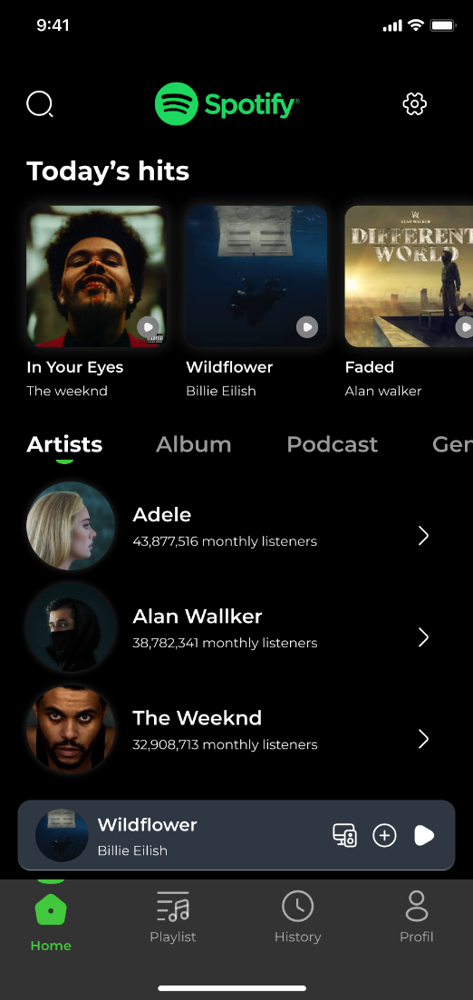 9:41
Spotify®
Today's hits
ALAN WALKER
DIFFERENT
WORLD
In Your Eyes
Wildflower
Faded
The weeknd
Billie Eilish
Alan walker
Artists
Album
Podcast
Gen
Adele
43,877,516 monthly listeners
Alan Wallker
38,782,341 monthly listeners
The Weeknd
32,908,713 monthly listeners
Wildflower
Billie Eilish
Home
Playlist
History
Profil